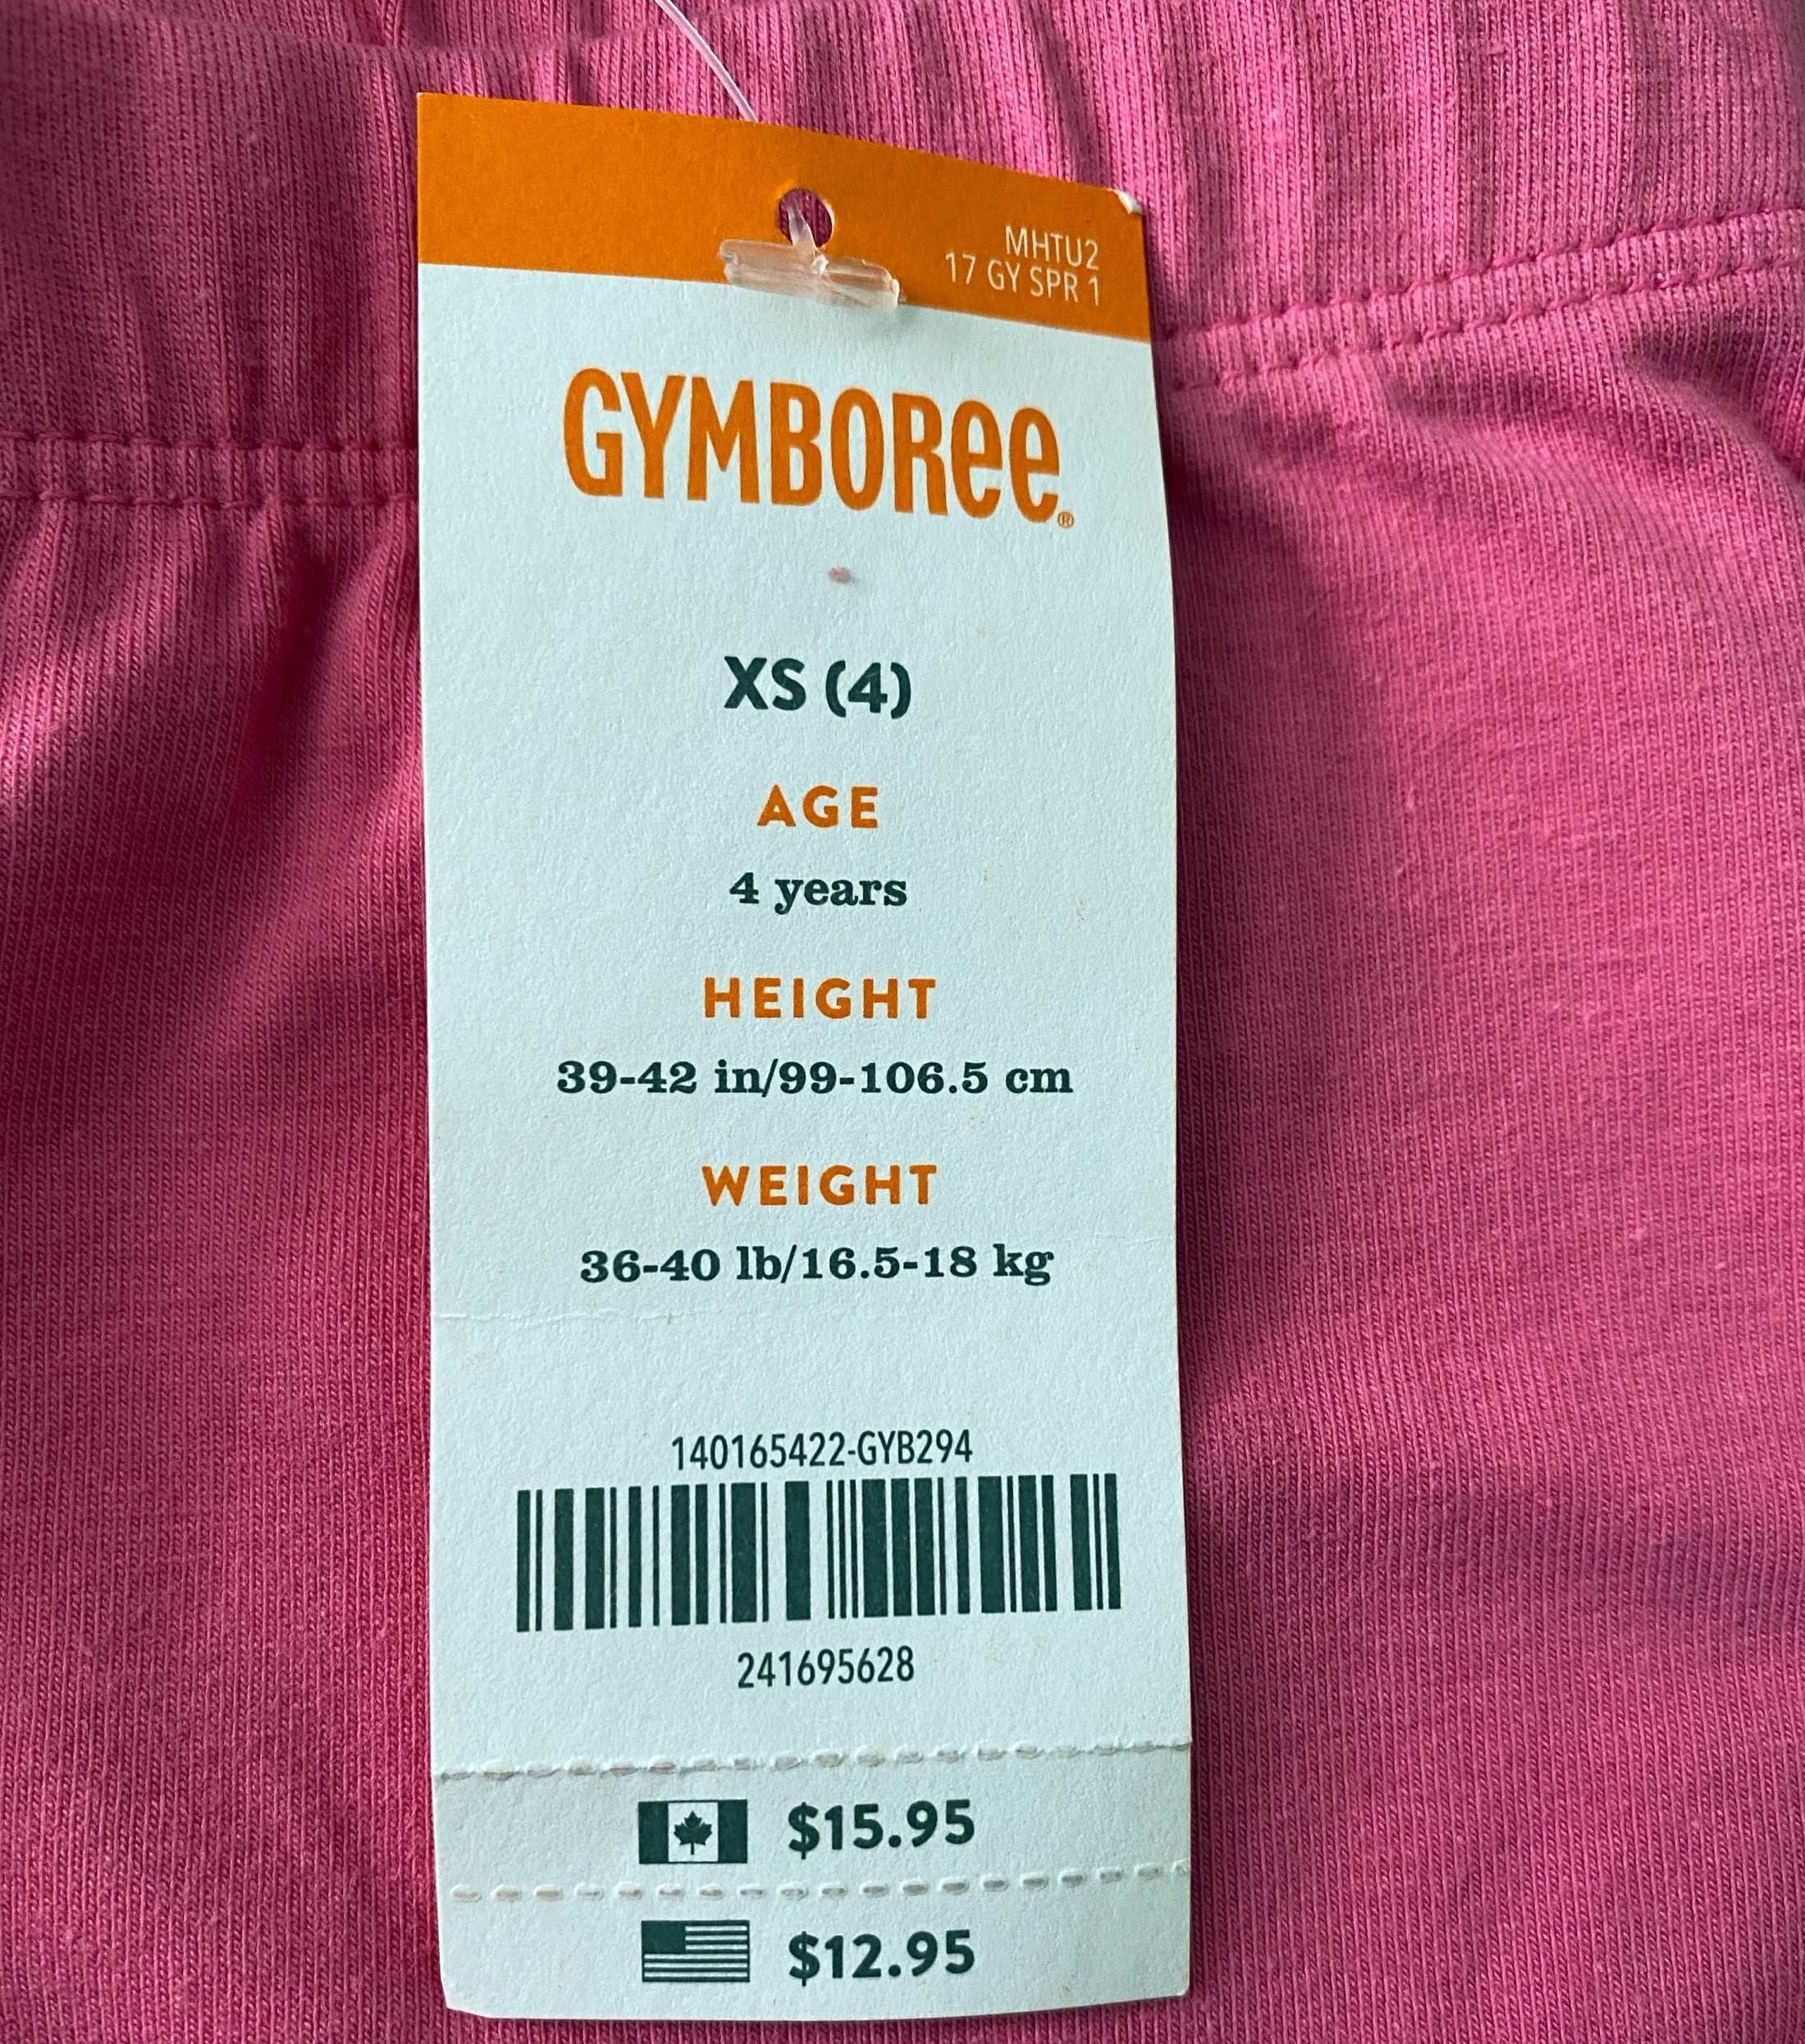 MHTU2
17 GY SPR 1
GYMBOREE®
XS (4)
AGE
4 years
HEIGHT
39-42 in/99-106.5 cm
WEIGHT
36-40 lb/16.5-18 kg
140165422-GYB294
241695628
$15.95
$12.95